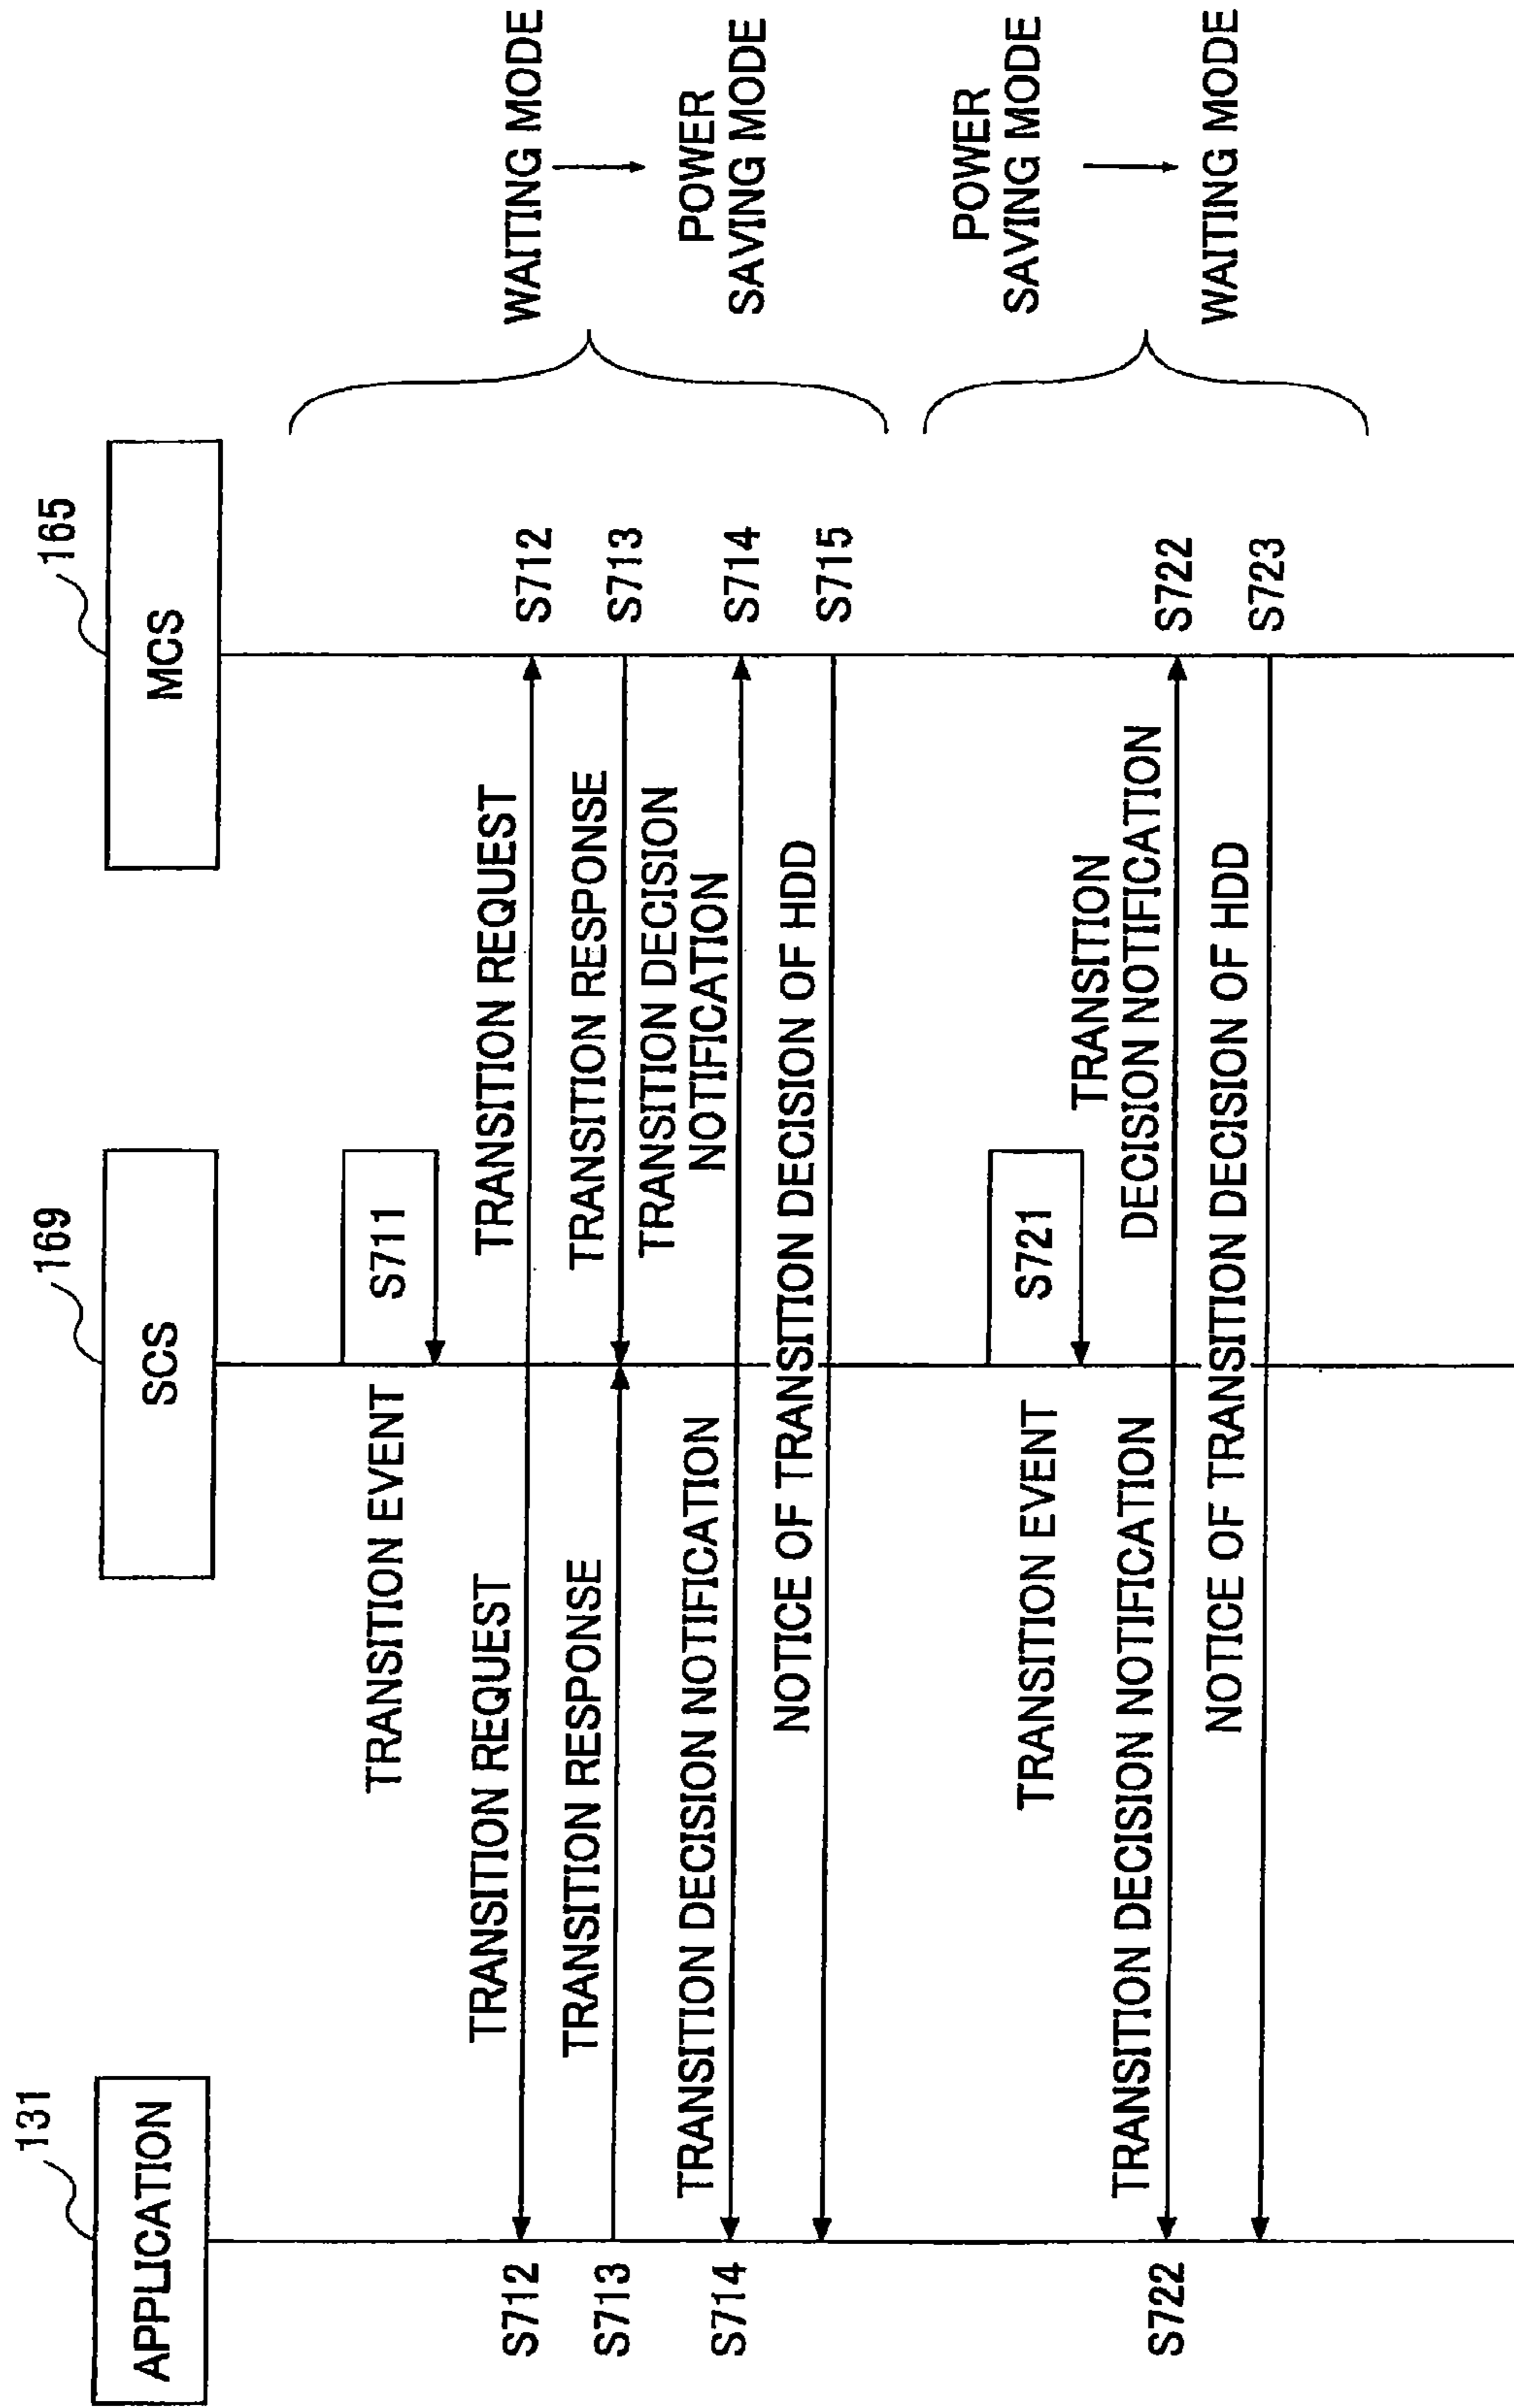 131
APPLICATION
169
SCS
165
MCS
TRANSITION EVENT
S711
S712
TRANSITION REQUEST
TRANSITION REQUEST
S712
S713
TRANSITION RESPONSE
TRANSITION RESPONSE
S713
S714
TRANSITION DECISION NOTIFICATION
TRANSITION DECISION
NOTIFICATION
S714
NOTICE OF TRANSITION DECISION OF HDD
S715
WAITING MODE
POWER
SAVING MODE
TRANSITION EVENT
S721
S722
TRANSITION DECISION NOTIFICATION
TRANSITION
DECISION NOTIFICATION
S722
NOTICE OF TRANSITION DECISION OF HDD
S723
POWER
SAVING MODE
WAITING MODE